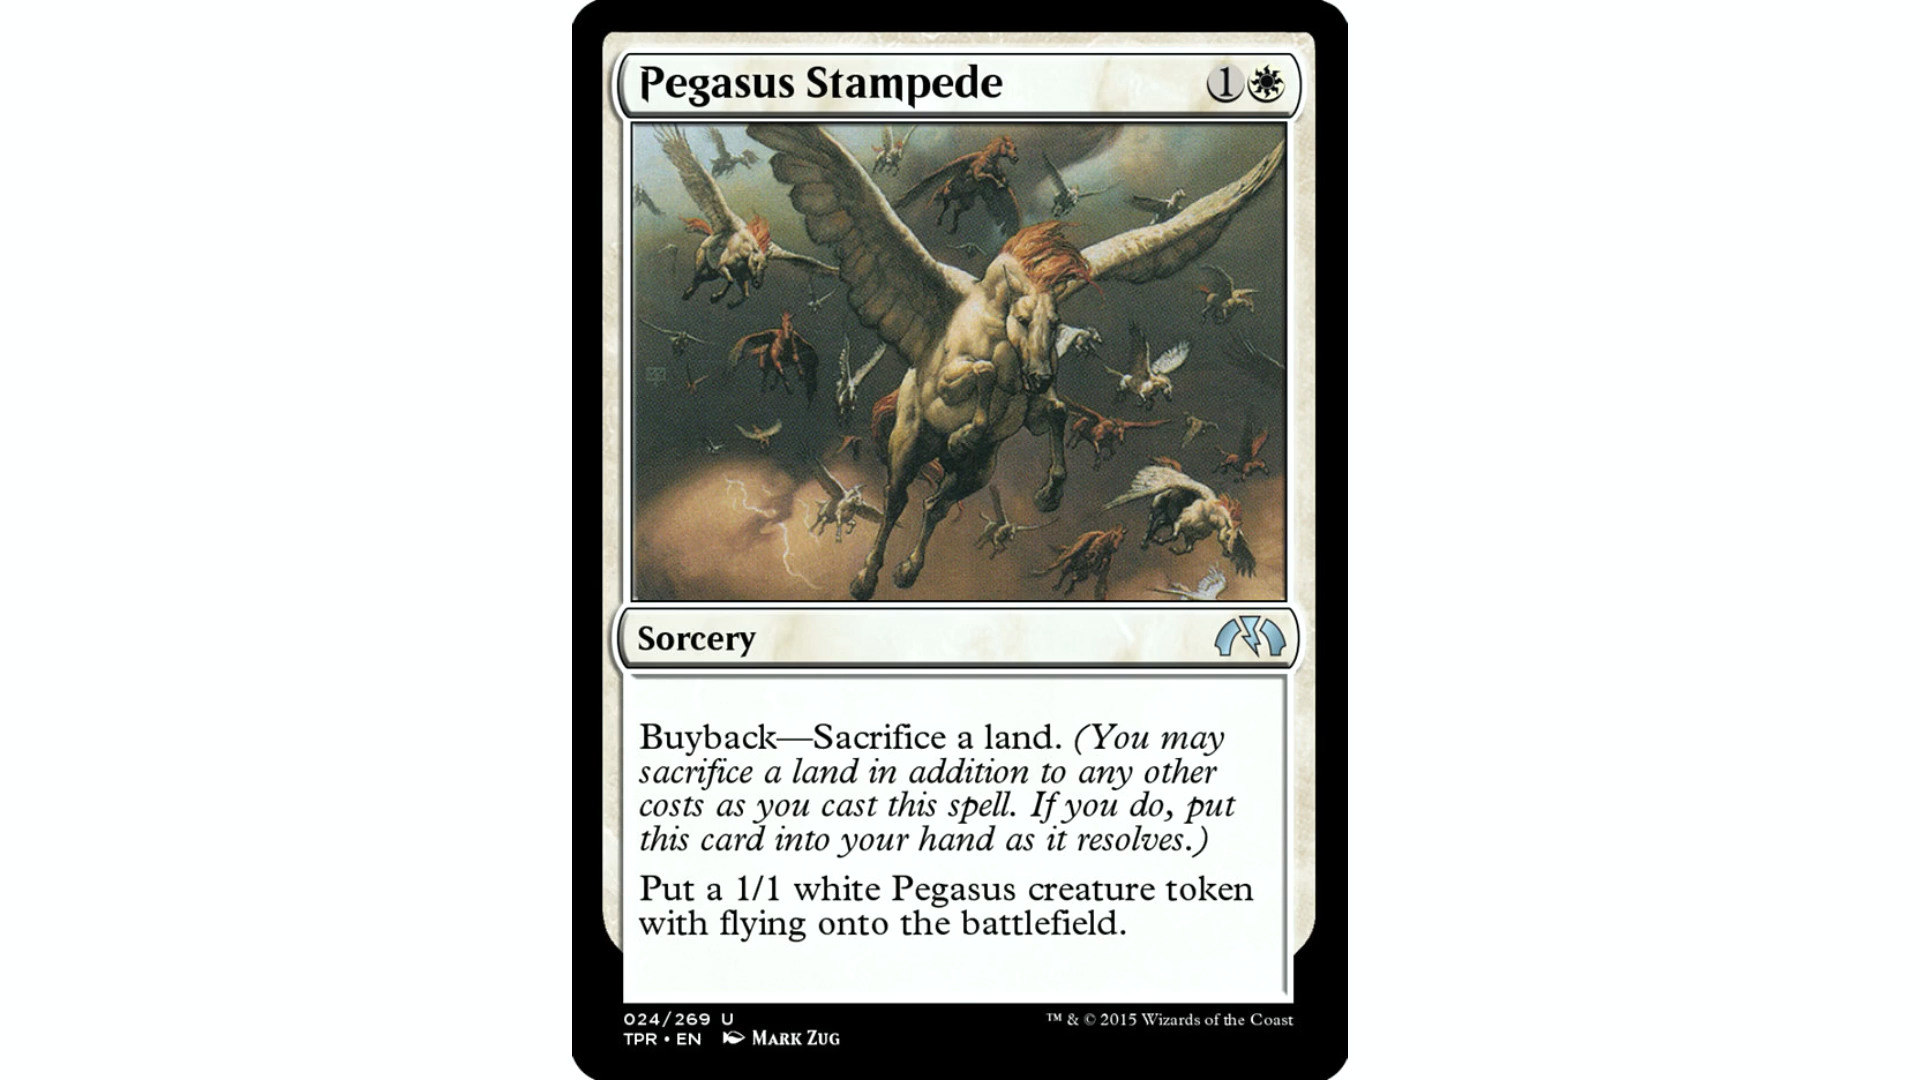 Pegasus Stampede
1
Sorcery
Buyback—Sacrifice a land. (You may
sacrifice a land in addition to any other
costs as you cast this spell. If you do, put
this card into your hand as it resolves.)
Put a 1/1 white Pegasus creature token
with flying onto the battlefield.
024/269 U
TPR • EN Mark Zug
™ & © 2015 Wizards of the Coast